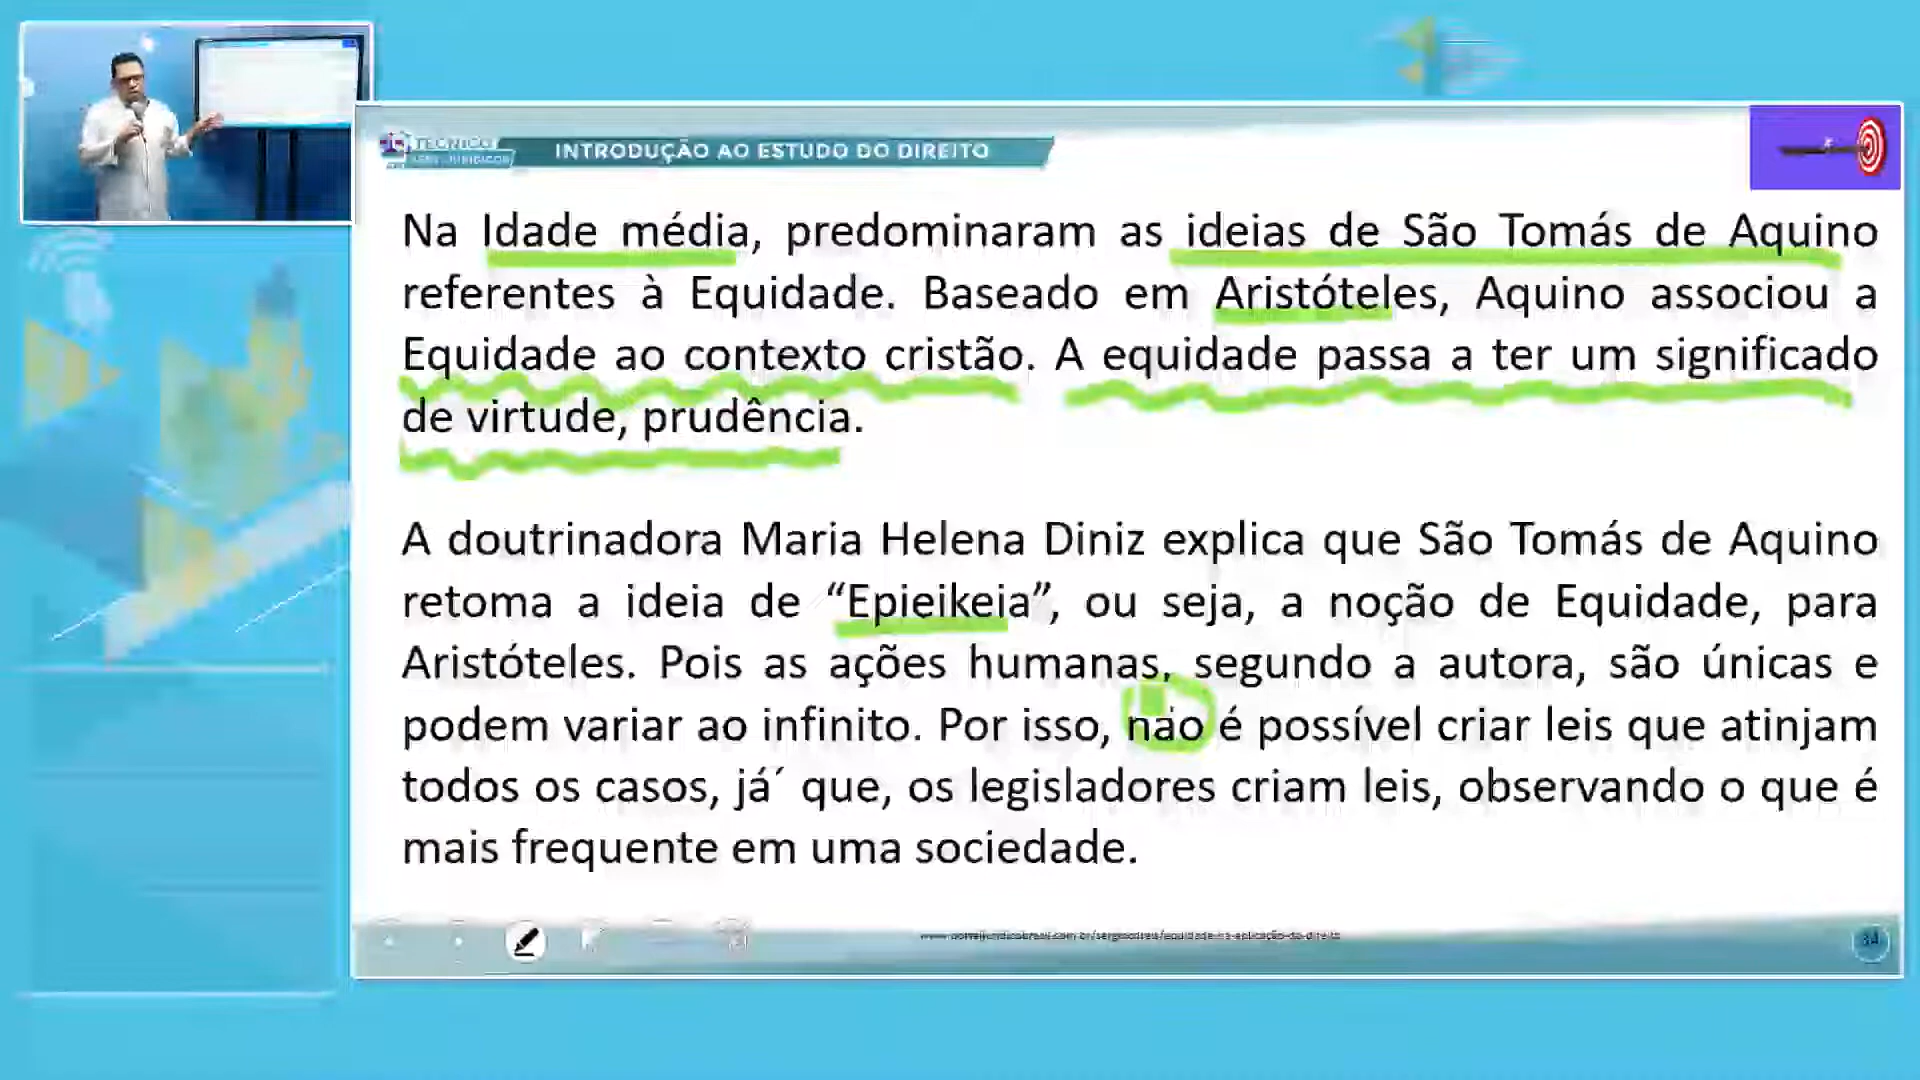 TÉCNICO
INTRODUÇÃO AO ESTUDO DO DIREITO
Na Idade média, predominaram as ideias de São Tomás de Aquino
referentes à Equidade. Baseado em Aristóteles, Aquino associou a
Equidade ao contexto cristão. A equidade passa a ter um significado
de virtude, prudência.
A doutrinadora Maria Helena Diniz explica que São Tomás de Aquino
retoma a ideia de “Epieikeia”, ou seja, a noção de Equidade, para
Aristóteles. Pois as ações humanas, segundo a autora, são únicas e
podem variar ao infinito. Por isso, não é possível criar leis que atinjam
todos os casos, já´ que, os legisladores criam leis, observando o que é
mais frequente em uma sociedade.
34